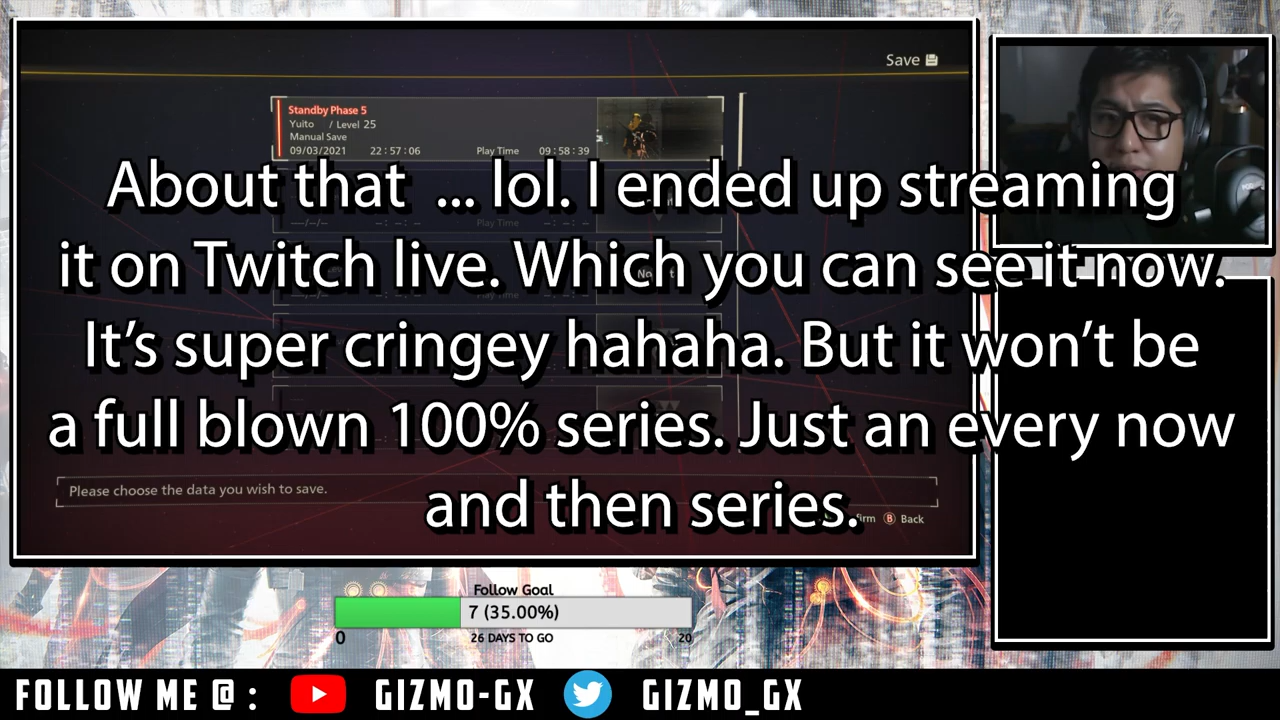 Save
Standby Phase 5
Yuito / Level 25
Manual Save
09/03/2021 22:57:06 Play Time 09:58:39
About that ... lol. I ended up streaming
it on Twitch live. Which you can see it now.
It’s super cringey hahaha. But it won’t be
a full blown 100% series. Just an every now
and then series.
Play Time
Play Time
Please choose the data you wish to save.
B Back
Follow Goal
7 (35.00%)
0 26 DAYS TO GO 20
FOLLOW ME @ : GIZMO-GX GIZMO_GX